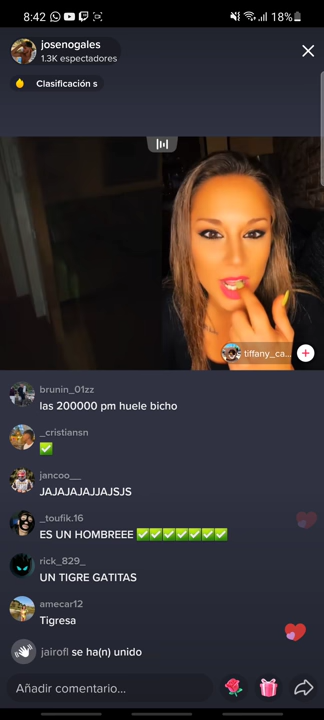 8:42
18%
josenogales
1.3K espectadores
Clasificación s
tiffany_ca...
brunin_01zz
las 200000 pm huele bicho
_cristiansn
✅
jancoo__
JAJAJAJAJJAJSJS
_toufik.16
ES UN HOMBREEE ✅✅✅✅✅✅✅
rick_829_
UN TIGRE GATITAS
amecar12
Tigresa
jairofl se ha(n) unido
Añadir comentario...